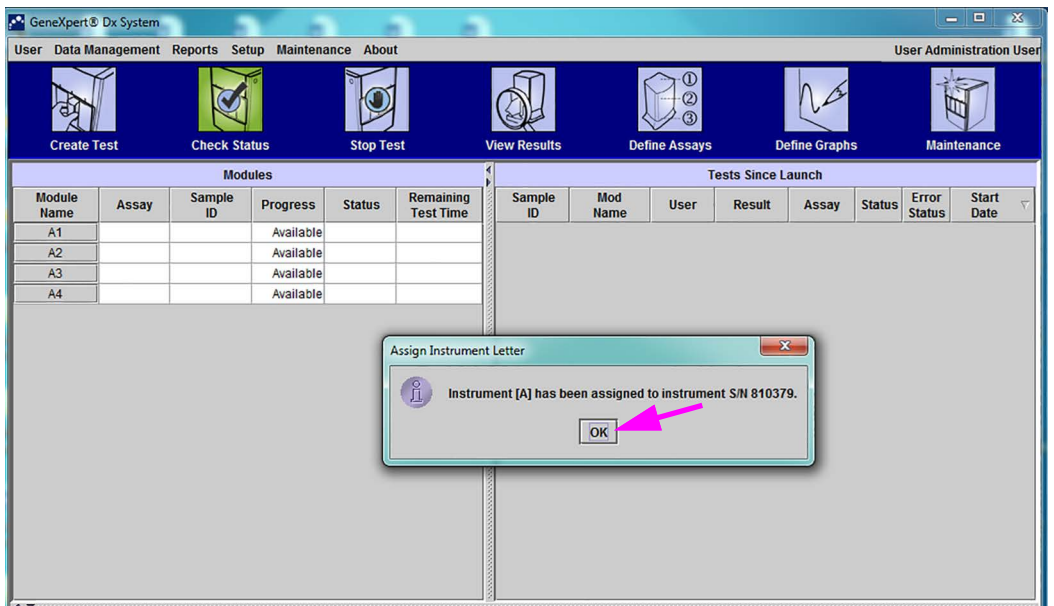 GeneXpert® Dx System
User Data Management Reports Setup Maintenance About User Administration User
① ② ③
Create Test Check Status Stop Test View Results Define Assays Define Graphs Maintenance
Modules
Module Name Assay Sample ID Progress Status Remaining Test Time
A1 Available
A2 Available
A3 Available
A4 Available
Tests Since Launch
Sample ID Mod Name User Result Assay Status Error Status Start Date
Assign Instrument Letter
Instrument [A] has been assigned to instrument S/N 810379.
OK